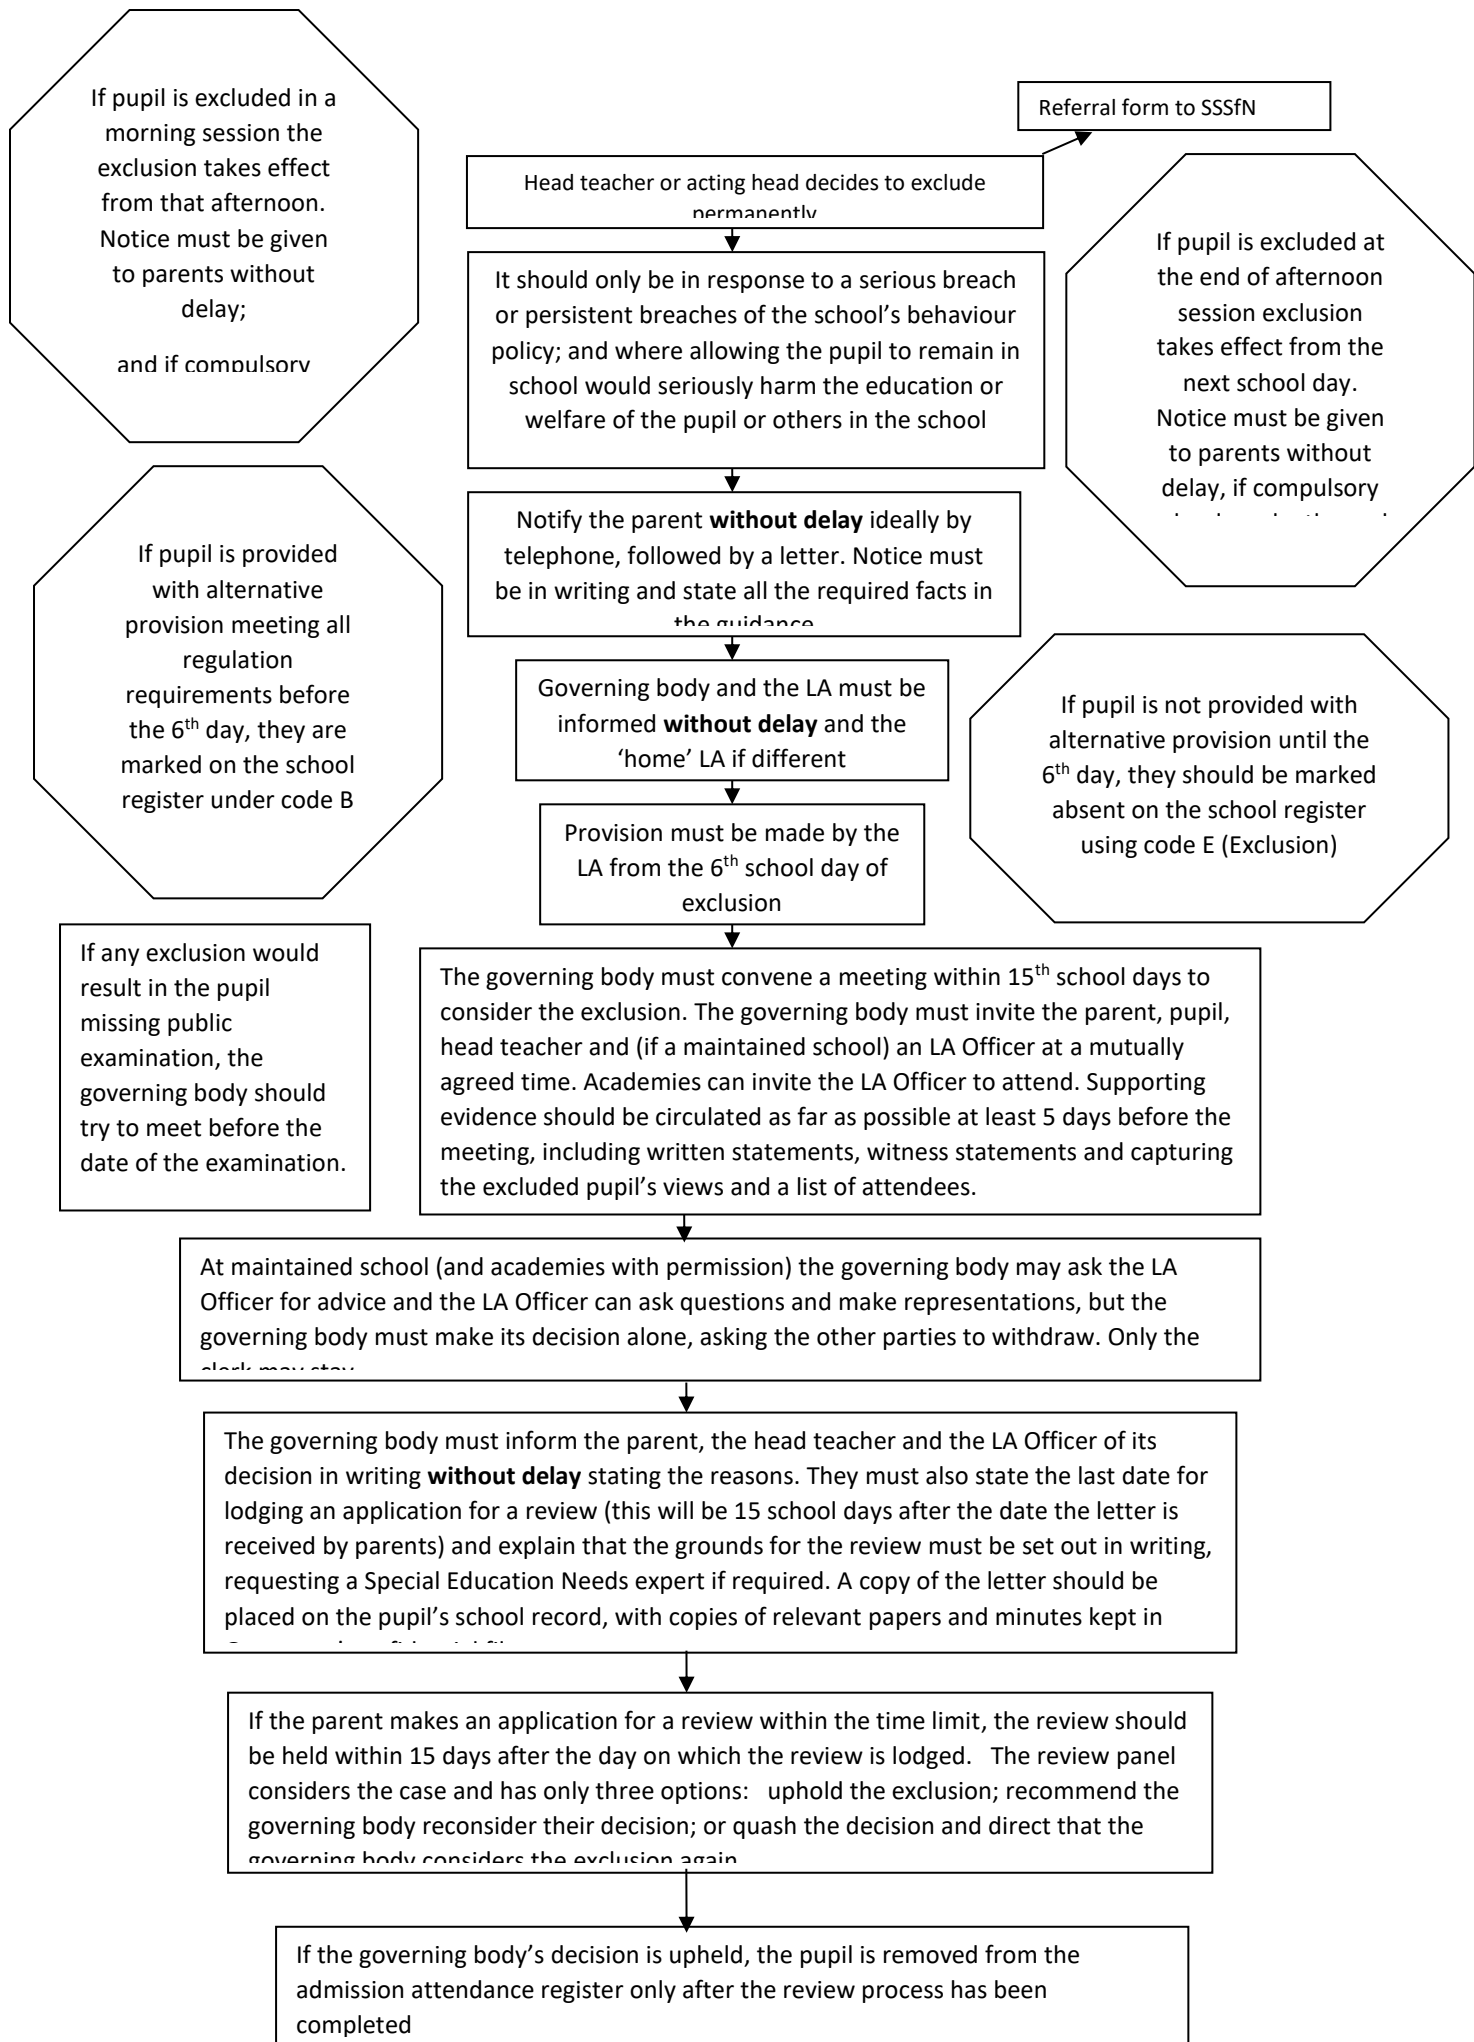 If pupil is excluded in a
morning session the
exclusion takes effect
from that afternoon.
Notice must be given
to parents without
delay;
and if compulsory
Referral form to SSSfN
Head teacher or acting head decides to exclude
permanently
If pupil is excluded at
the end of afternoon
session exclusion
takes effect from the
next school day.
Notice must be given
to parents without
delay, if compulsory
It should only be in response to a serious breach
or persistent breaches of the school’s behaviour
policy; and where allowing the pupil to remain in
school would seriously harm the education or
welfare of the pupil or others in the school
Notify the parent without delay ideally by
telephone, followed by a letter. Notice must
be in writing and state all the required facts in
the guidance
If pupil is provided
with alternative
provision meeting all
regulation
requirements before
the 6th day, they are
marked on the school
register under code B
Governing body and the LA must be
informed without delay and the
‘home’ LA if different
If pupil is not provided with
alternative provision until the
6th day, they should be marked
absent on the school register
using code E (Exclusion)
Provision must be made by the
LA from the 6th school day of
exclusion
If any exclusion would
result in the pupil
missing public
examination, the
governing body should
try to meet before the
date of the examination.
The governing body must convene a meeting within 15th school days to
consider the exclusion. The governing body must invite the parent, pupil,
head teacher and (if a maintained school) an LA Officer at a mutually
agreed time. Academies can invite the LA Officer to attend. Supporting
evidence should be circulated as far as possible at least 5 days before the
meeting, including written statements, witness statements and capturing
the excluded pupil’s views and a list of attendees.
At maintained school (and academies with permission) the governing body may ask the LA
Officer for advice and the LA Officer can ask questions and make representations, but the
governing body must make its decision alone, asking the other parties to withdraw. Only the
clerk may stay
The governing body must inform the parent, the head teacher and the LA Officer of its
decision in writing without delay stating the reasons. They must also state the last date for
lodging an application for a review (this will be 15 school days after the date the letter is
received by parents) and explain that the grounds for the review must be set out in writing,
requesting a Special Education Needs expert if required. A copy of the letter should be
placed on the pupil’s school record, with copies of relevant papers and minutes kept in
If the parent makes an application for a review within the time limit, the review should
be held within 15 days after the day on which the review is lodged. The review panel
considers the case and has only three options: uphold the exclusion; recommend the
governing body reconsider their decision; or quash the decision and direct that the
governing body considers the exclusion again
If the governing body’s decision is upheld, the pupil is removed from the
admission attendance register only after the review process has been
completed